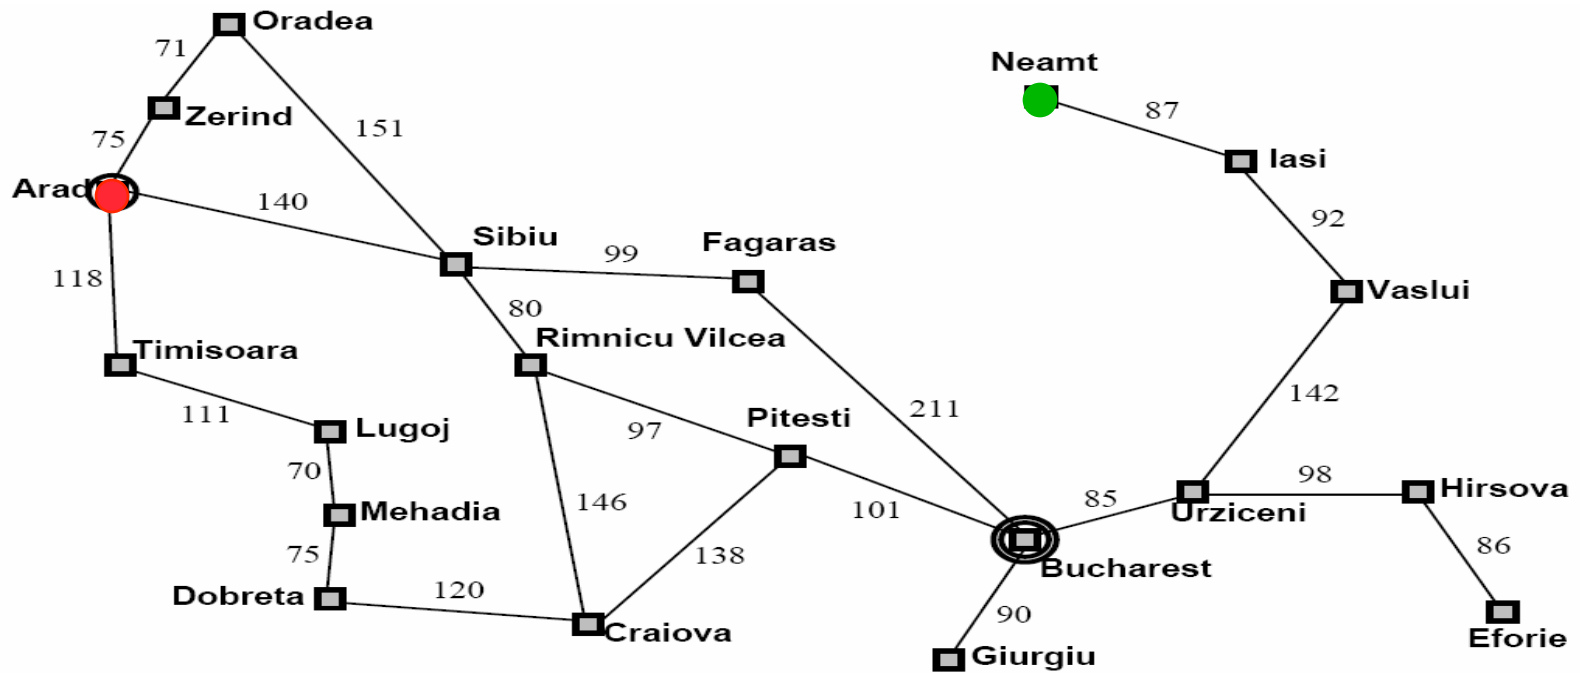 Oradea
71
Neamt
Zerind
87
151
75
Iasi
Arad
140
92
Sibiu
Fagaras
99
118
Vaslui
80
Rimnicu Vilcea
Timisoara
142
111
211
Pitesti
Lugoj
97
70
98
Hirsova
146
101
85
Urziceni
Mehadia
86
75
138
Bucharest
Dobreta
120
90
Craiova
Eforie
Giurgiu